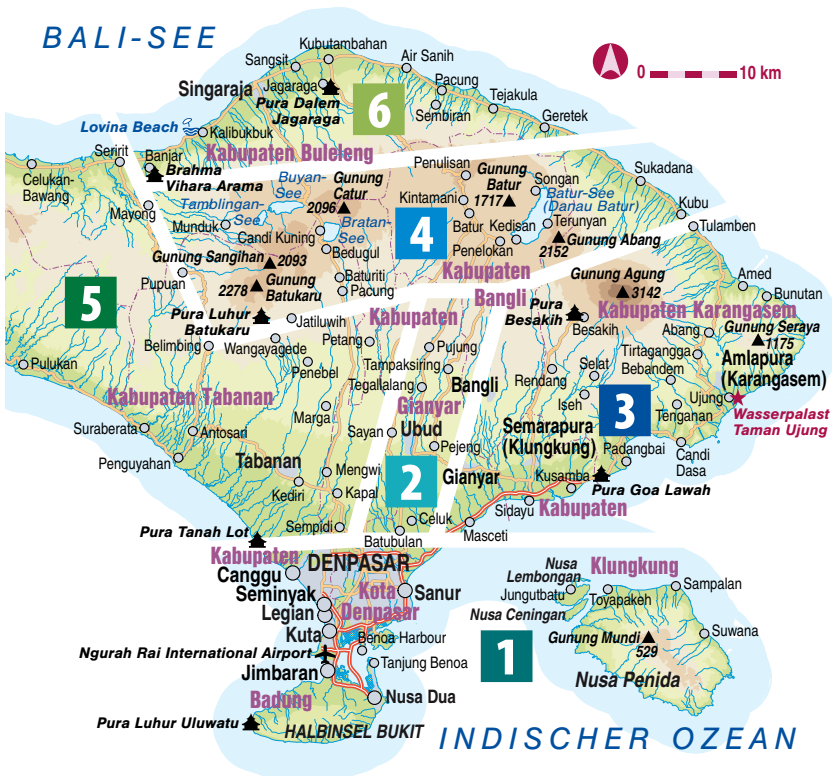 BALI-SEE
Kubutambahan
Sangsit
Air Sanih
0 10 km
Singaraja
Jagaraga
Pacung
Pura Dalem
Jagaraga
Sembiran
Tejakula
6
Geretek
Lovina Beach
Kalibukbuk
Seririt
Banjar
Kabupaten Buleleng
Celukan-
Bawang
Brahma
Vihara Arama
Buyan-
See
Gunung
Catur
2096
Penulisan
Gunung
Batur
1717
Songan
Sukadana
Batur-See
(Danau Batur)
Kintamani
Kubu
Mayong
Tamblingan-
See
Munduk
Bratan-
See
Candi Kuning
4
Batur
Kedisan
Terunyan
Tulamben
Penelokan
2152
Gunung Abang
Gunung Sangihan
2093
Bedugul
Kabupaten
Bangli
Gunung Agung
3142
Amed
Pupuan
2278
Gunung
Batukaru
Baturiti
Pacung
Bunutan
5
Pura Luhur
Batukaru
Jatiluwih
Kabupaten
Pura
Besakih
Besakih
Kabupaten Karangasem
Abang
Gunung Seraya
1175
Belimbing
Wangayagede
Petang
Pujung
Tirtagangga
Amlapura
(Karangasem)
Pulukan
Penebel
Tampaksiring
Tegallalang
Bangli
Rendang
Selat
Bebandem
Kabupaten Tabanan
Marga
Gianyar
Iseh
3
Ujung
Tenganan
Wasserpalast
Taman Ujung
Suraberata
Antosari
Sayan
Ubud
Semarapura
(Klungkung)
Penguyahan
Pejeng
Padangbai
Candi
Dasa
Tabanan
Mengwi
2
Gianyar
Kusamba
Pura Goa Lawah
Kediri
Kapal
Sidayu
Kabupaten
Pura Tanah Lot
Sempidi
Celuk
Batubulan
Masceti
Kabupaten
DENPASAR
Nusa
Lembongan
Klungkung
Canggu
Seminyak
Kota
Denpasar
Sanur
Jungutbatu
Toyapakeh
Sampalan
Legian
Nusa Ceningan
Kuta
Benoa Harbour
1
Gunung Mundi
529
Suwana
Ngurah Rai International Airport
Tanjung Benoa
Jimbaran
Nusa Penida
Badung
Nusa Dua
Pura Luhur Uluwatu
HALBINSEL BUKIT
INDISCHER OZEAN